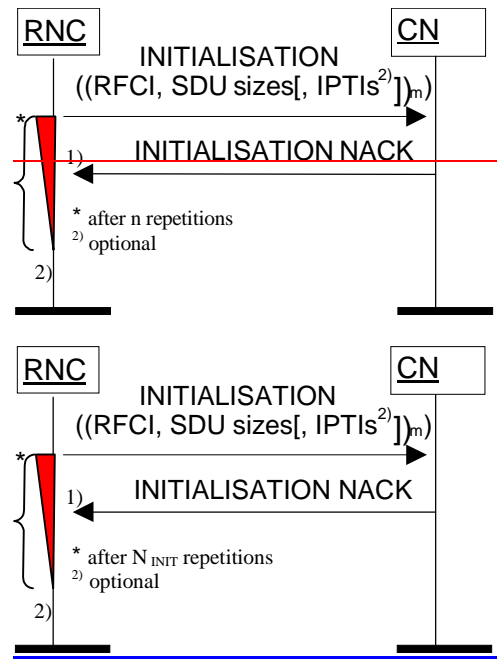 RNC CN
INITIALISATION
((RFCI, SDU sizes[, IPTIs2)])m)
*
1) INITIALISATION NACK
* after n repetitions
2) optional
2)
RNC CN
INITIALISATION
((RFCI, SDU sizes[, IPTIs2)])m)
*
1) INITIALISATION NACK
* after N INIT repetitions
2) optional
2)